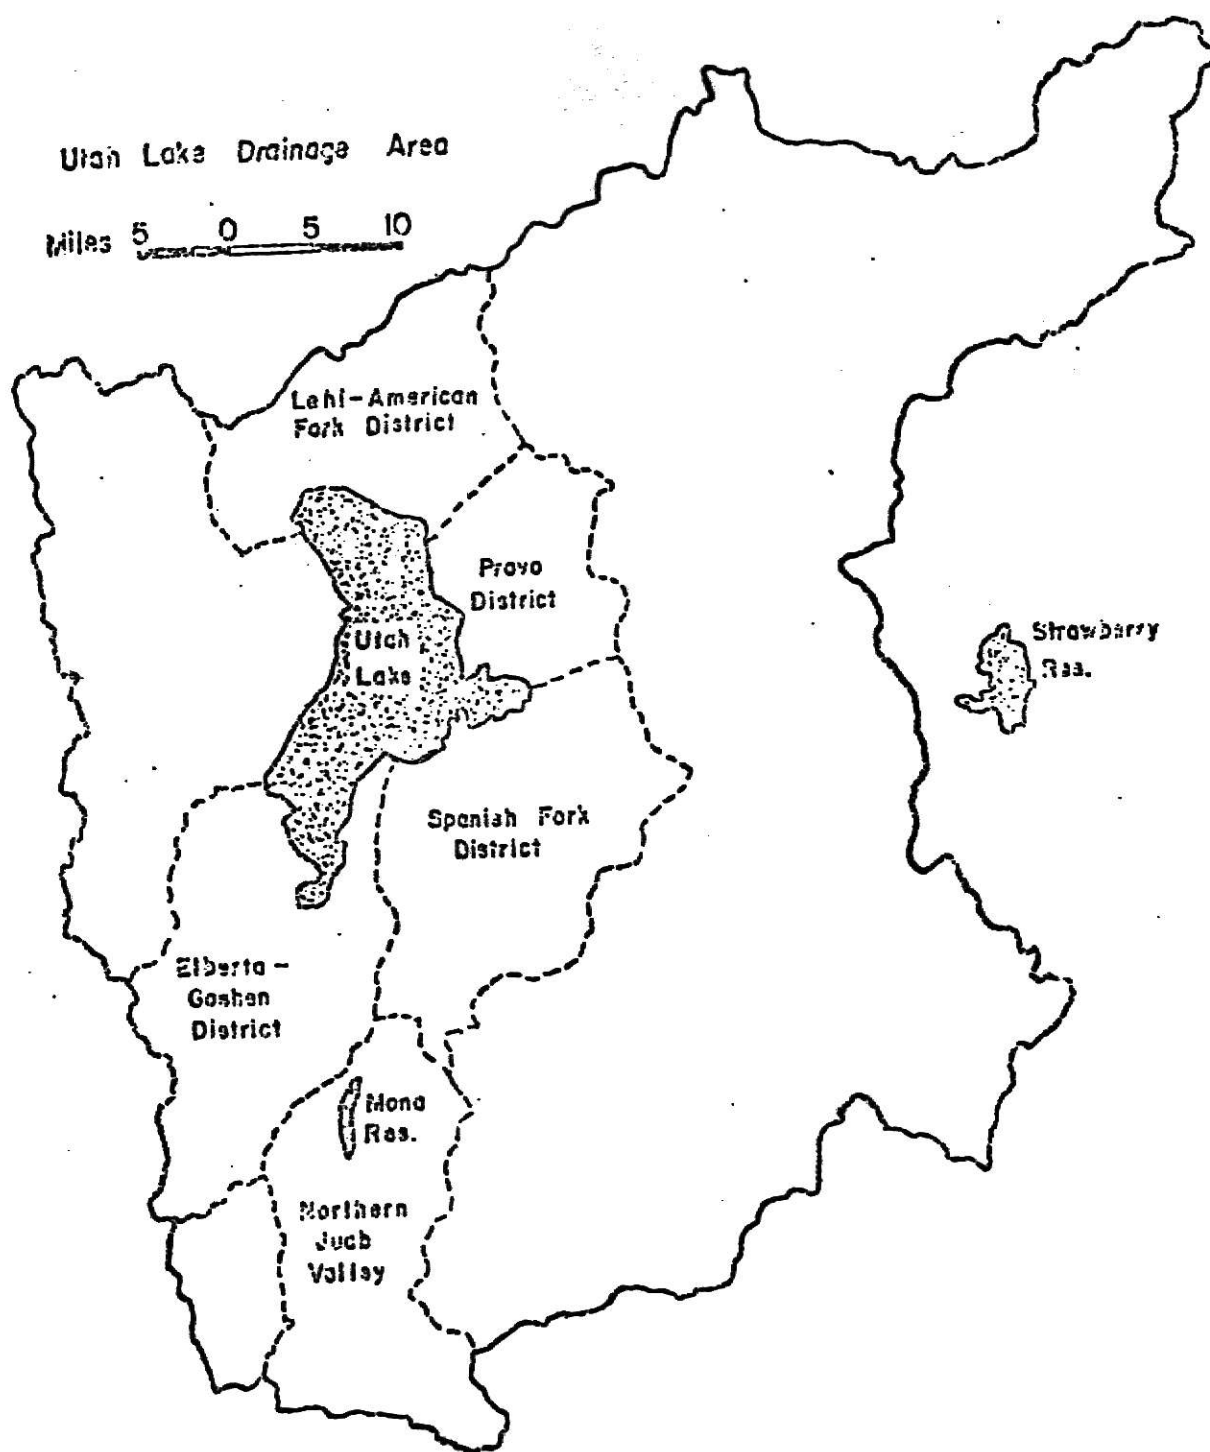 Utah Lake Drainage Area
Miles 5 0 5 10
Lehi-American
Fork District
Provo
District
Utah
Lake
Strawberry
Res.
Spanish Fork
District
Elberta-
Goshen
District
Mona
Res.
Northern
Juab
Valley